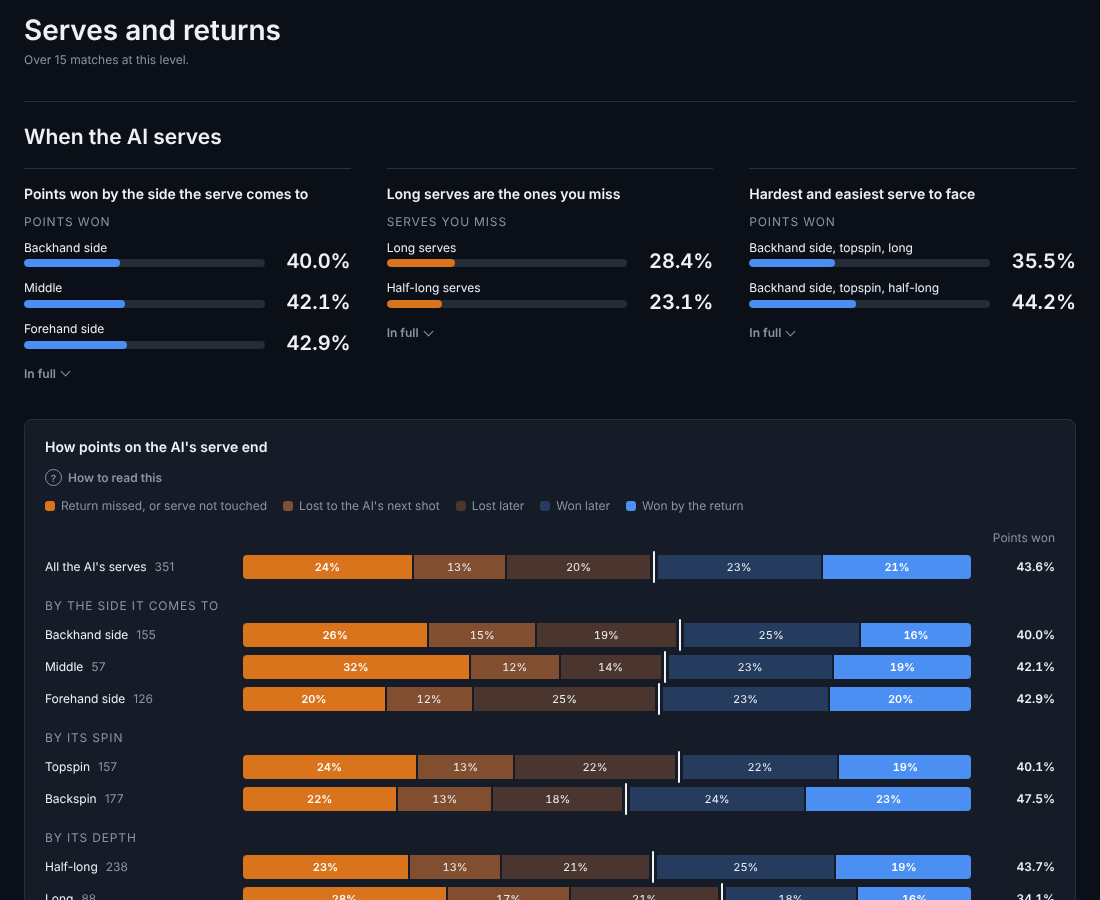 Serves and returns
Over 15 matches at this level.
When the AI serves
Points won by the side the serve comes to
POINTS WON
Backhand side
40.0%
Middle
42.1%
Forehand side
42.9%
In full
Long serves are the ones you miss
SERVES YOU MISS
Long serves
28.4%
Half-long serves
23.1%
In full
Hardest and easiest serve to face
POINTS WON
Backhand side, topspin, long
35.5%
Backhand side, topspin, half-long
44.2%
In full
How points on the AI's serve end
? How to read this
Return missed, or serve not touched Lost to the AI's next shot Lost later Won later Won by the return
Points won
All the AI's serves 351 24% 13% 20% 23% 21% 43.6%
BY THE SIDE IT COMES TO
Backhand side 155 26% 15% 19% 25% 16% 40.0%
Middle 57 32% 12% 14% 23% 19% 42.1%
Forehand side 126 20% 12% 25% 23% 20% 42.9%
BY ITS SPIN
Topspin 157 24% 13% 22% 22% 19% 40.1%
Backspin 177 22% 13% 18% 24% 23% 47.5%
BY ITS DEPTH
Half-long 238 23% 13% 21% 25% 19% 43.7%
Long 88 28% 17% 21% 18% 16% 34.1%